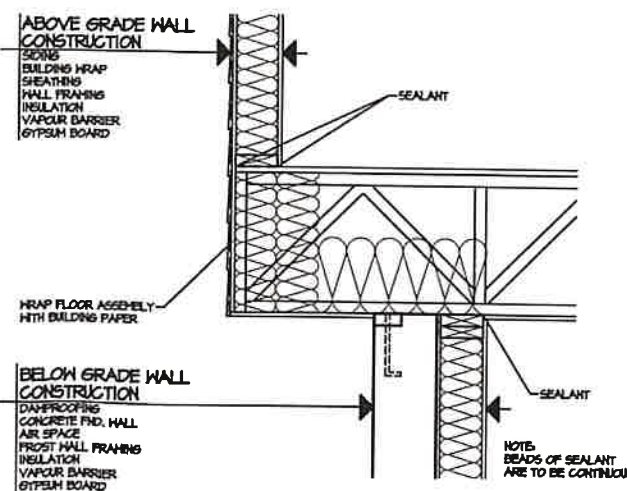 ABOVE GRADE WALL
CONSTRUCTION
SIDING
BUILDING WRAP
SHEATHING
WALL FRAMING
INSULATION
VAPOUR BARRIER
GYPSUM BOARD
SEALANT
WRAP FLOOR ASSEMBLY
WITH BUILDING PAPER
BELOW GRADE WALL
CONSTRUCTION
DAMPROOFING
CONCRETE FND. WALL
AIR SPACE
FROST WALL FRAMING
INSULATION
VAPOUR BARRIER
GYPSUM BOARD
SEALANT
NOTE:
BEADS OF SEALANT
ARE TO BE CONTINUOU